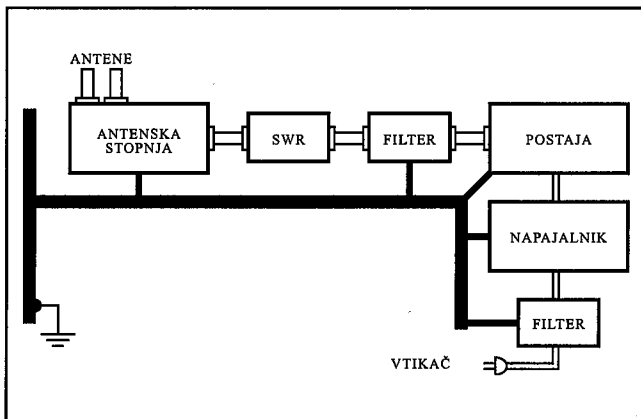 ANTENE
ANTENSKA
STOPNJA
SWR
FILTER
POSTAJA
NAPAJALNIK
FILTER
VTIKAČ